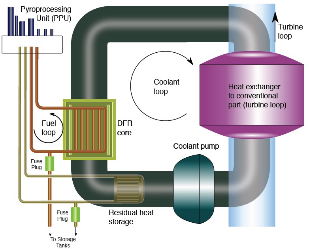 Pyroprocessing
Unit (PPU)
Turbine
loop
Coolant
loop
Heat exchanger
to conventional
part (turbine loop)
Fuel
loop
DFR
core
Coolant pump
Fuse
Plug
Fuse
Plug
Residual heat
storage
To Storage
Tanks